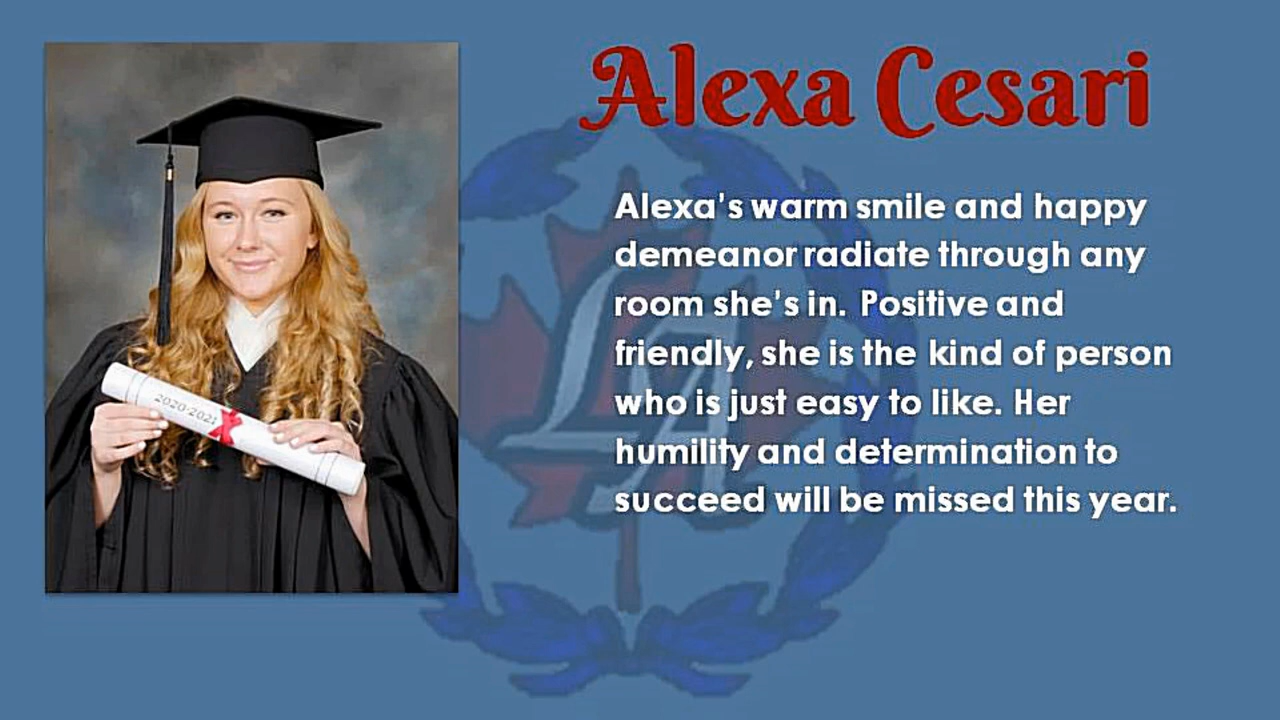 Alexa Cesari
Alexa's warm smile and happy
demeanor radiate through any
room she's in. Positive and
friendly, she is the kind of person
who is just easy to like. Her
humility and determination to
succeed will be missed this year.
2020-2021
LA